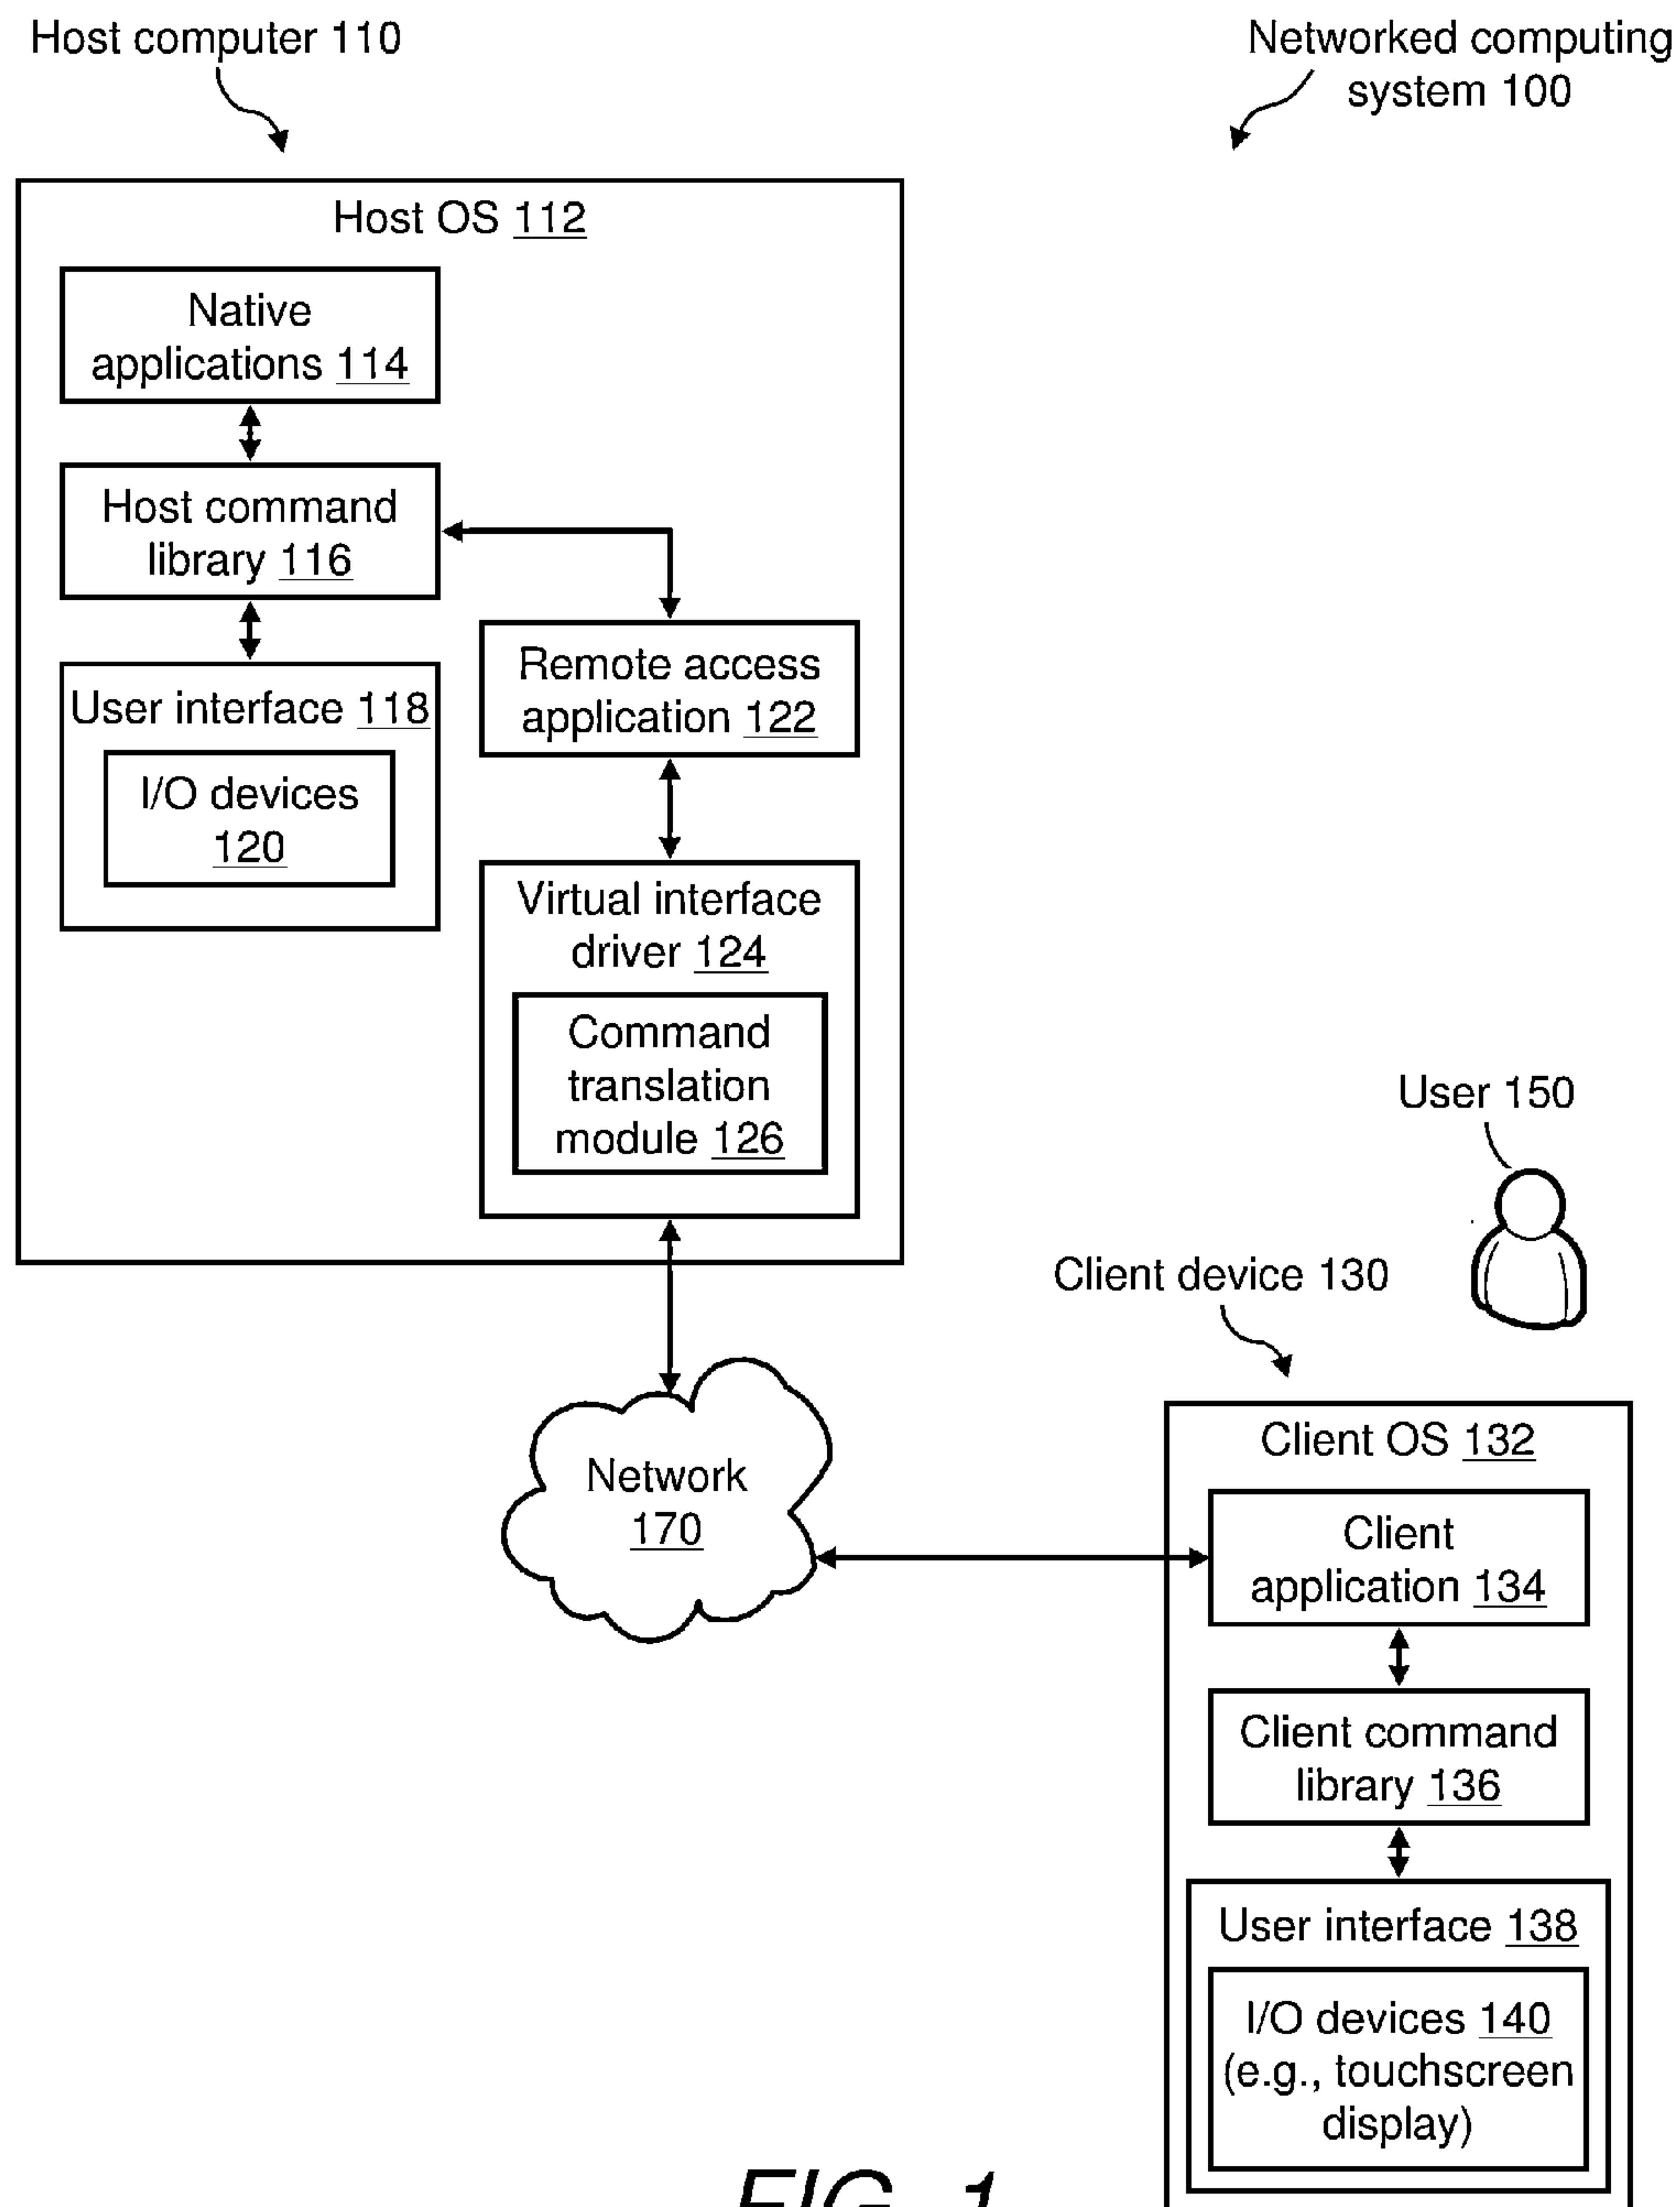 Host computer 110
Networked computing
system 100
Host OS 112
Native
applications 114
Host command
library 116
User interface 118
I/O devices
120
Remote access
application 122
Virtual interface
driver 124
Command
translation
module 126
User 150
Client device 130
Network
170
Client OS 132
Client
application 134
Client command
library 136
User interface 138
I/O devices 140
(e.g., touchscreen
display)
FIG. 1